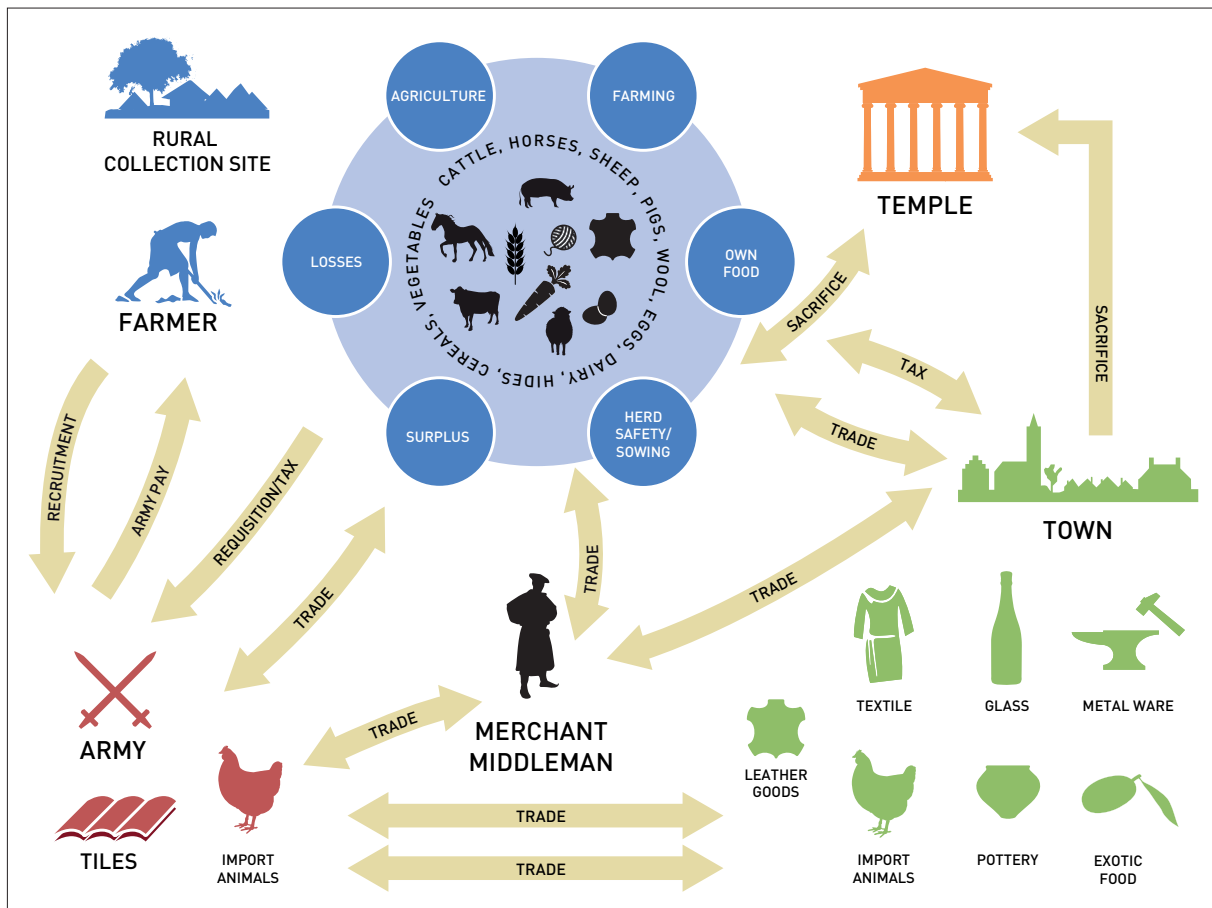 AGRICULTURE
FARMING
RURAL
COLLECTION SITE
CATTLE, HORSES, SHEEP, PIGS, WOOL, EGGS, DAIRY, HIDES, CEREALS, VEGETABLES
TEMPLE
LOSSES
OWN
FOOD
FARMER
SACRIFICE
SACRIFICE
TAX
SURPLUS
HERD
SAFETY/
SOWING
TRADE
RECRUITMENT
ARMY PAY
REQUISITION/TAX
TOWN
TRADE
TRADE
TRADE
TEXTILE
GLASS
METAL WARE
ARMY
TRADE
MERCHANT
MIDDLEMAN
LEATHER
GOODS
TRADE
TILES
IMPORT
ANIMALS
TRADE
IMPORT
ANIMALS
POTTERY
EXOTIC
FOOD